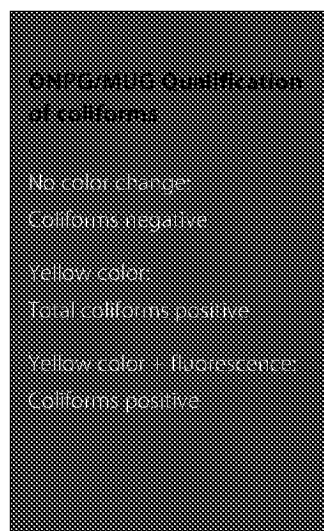 ONPG/MUG Qunlification
of coliforms
No color change:
Coliforms negative
Yellow color:
Total coliforms positive
Yellow color + fluorescence:
Coliforms positive